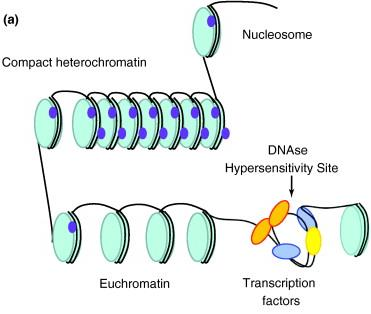 (a)
Nucleosome
Compact heterochromatin
DNAse
Hypersensitivity Site
Euchromatin
Transcription
factors